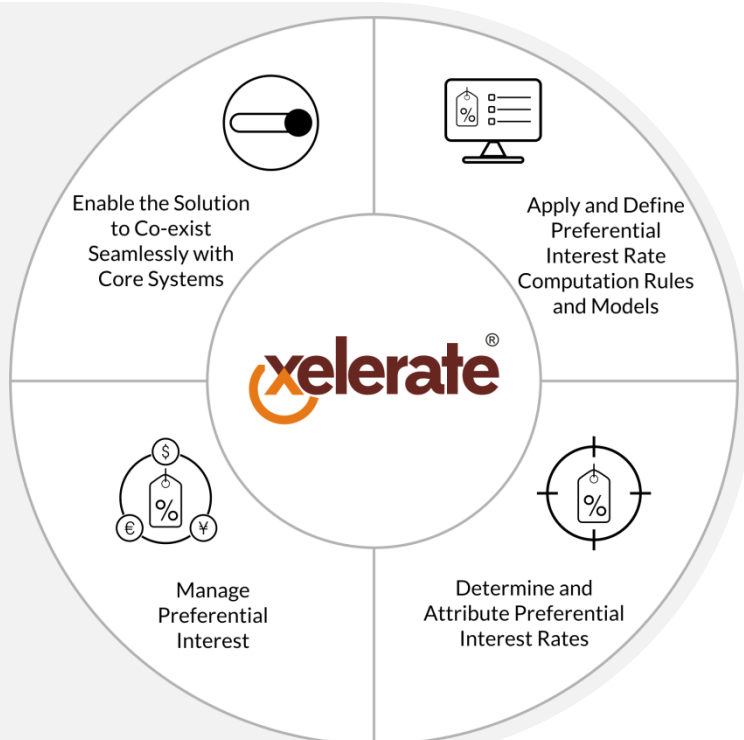 Enable the Solution
to Co-exist
Seamlessly with
Core Systems
%
Apply and Define
Preferential
Interest Rate
Computation Rules
and Models
xelerate®
$
%
€
¥
Manage
Preferential
Interest
%
Determine and
Attribute Preferential
Interest Rates